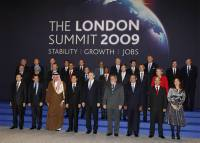 THE LONDON
SUMMIT 2009
STABILITY | GROWTH | JOBS